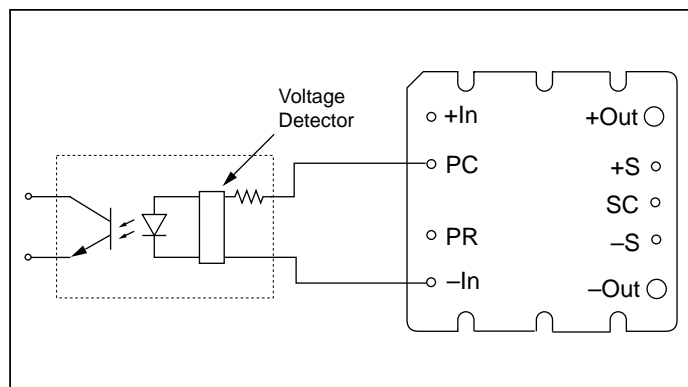 Voltage
Detector
+In
+Out
PC
+S
SC
PR
–S
–In
–Out